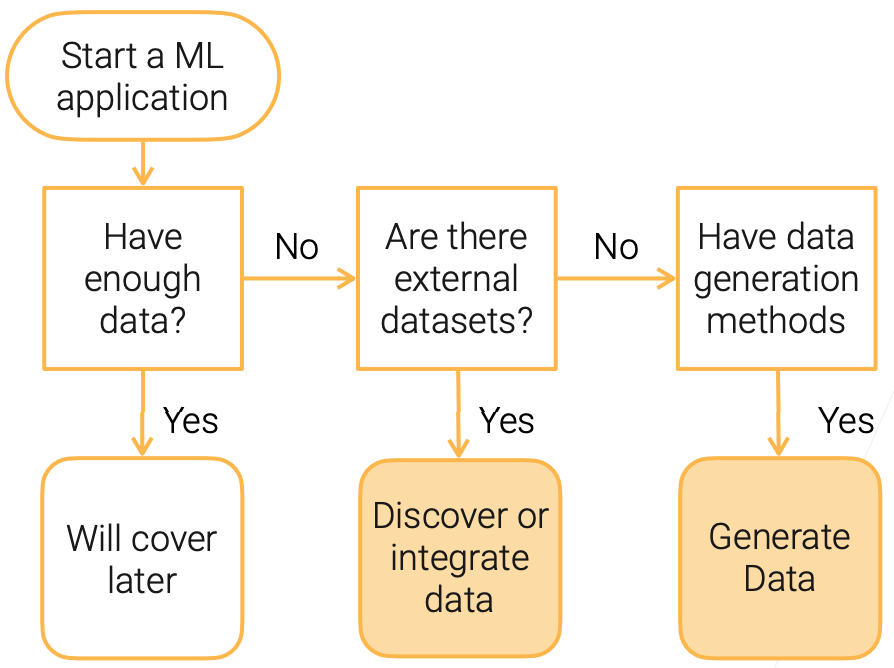 Start a ML
application
Have
enough
data?
No
Are there
external
datasets?
No
Have data
generation
methods
Yes
Yes
Yes
Will cover
later
Discover or
integrate
data
Generate
Data